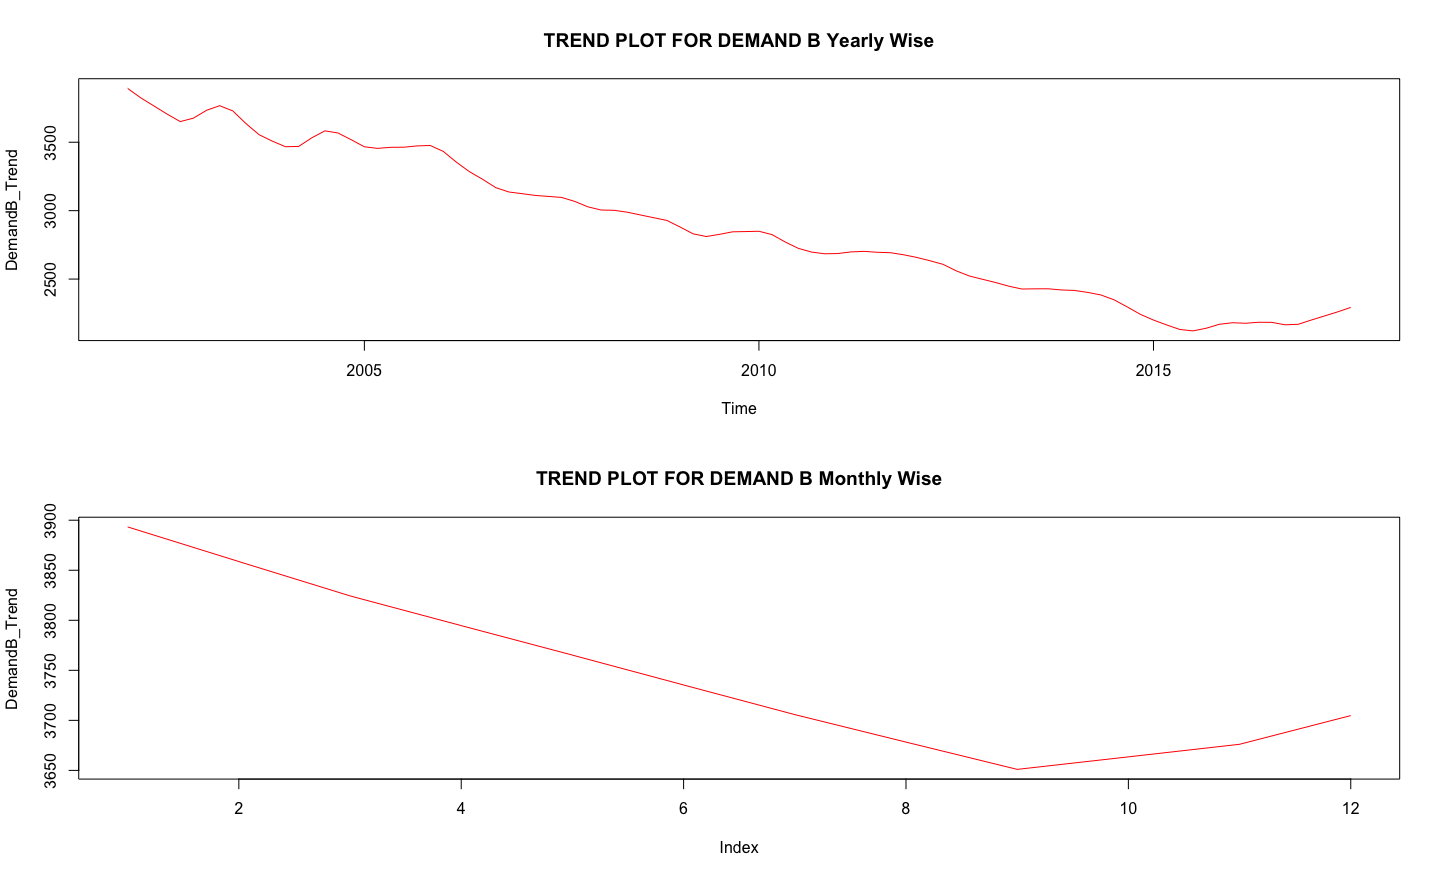 TREND PLOT FOR DEMAND B Yearly Wise
DemandB_Trend
3500
3000
2500
2005 2010 2015
Time
TREND PLOT FOR DEMAND B Monthly Wise
DemandB_Trend
3900
3850
3800
3750
3700
3650
2 4 6 8 10 12
Index